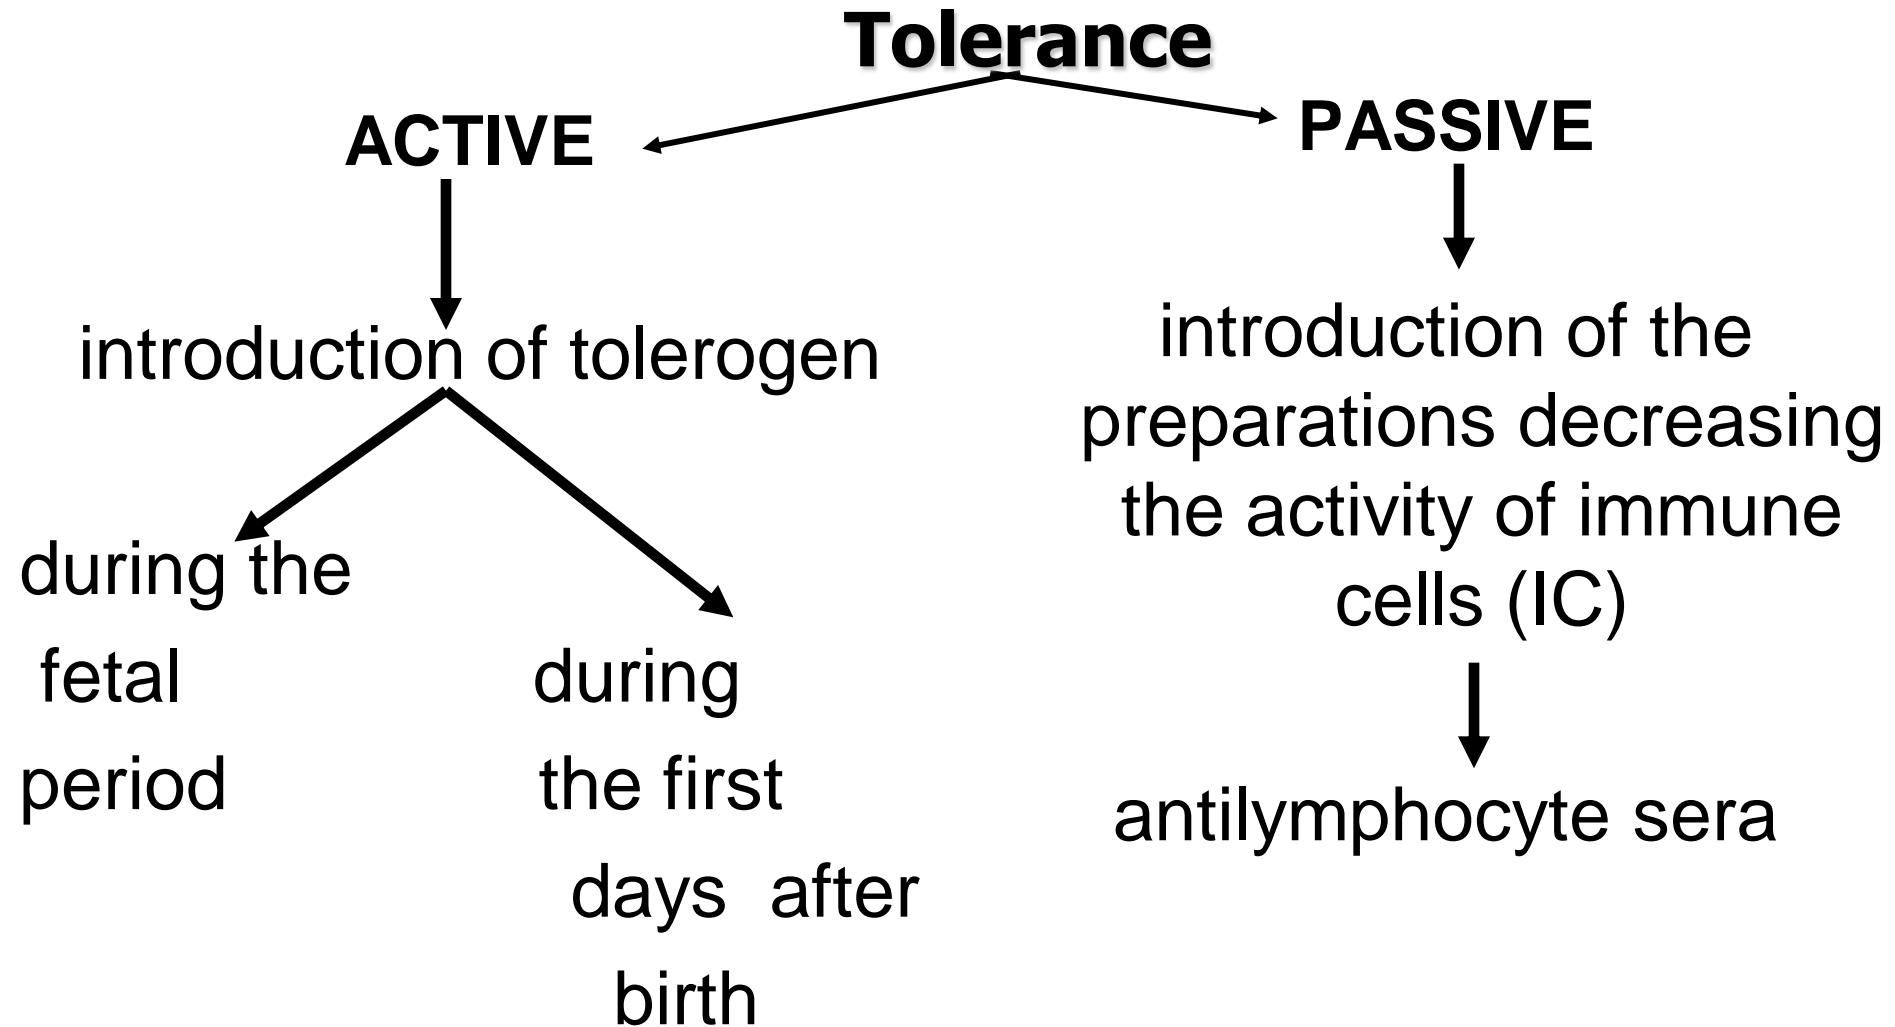 Tolerance
ACTIVE
PASSIVE
introduction of tolerogen
during the
fetal
period
during
the first
days after
birth
introduction of the
preparations decreasing
the activity of immune
cells (IC)
antilymphocyte sera